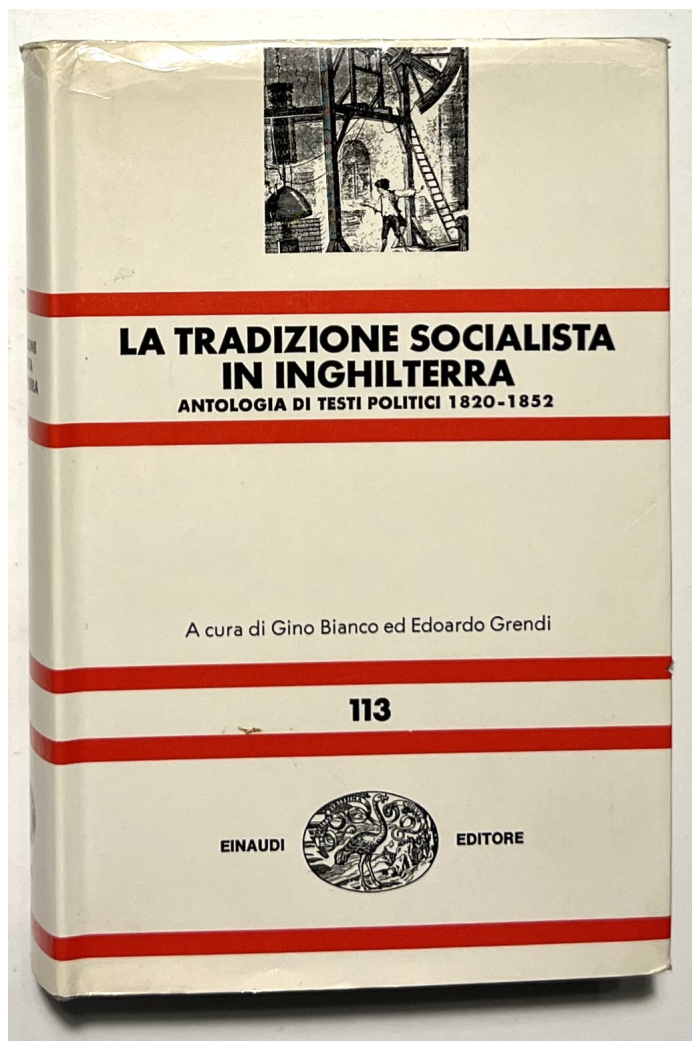 LA TRADIZIONE SOCIALISTA
IN INGHILTERRA
ANTOLOGIA DI TESTI POLITICI 1820-1852
A cura di Gino Bianco ed Edoardo Grendi
113
EINAUDI EDITORE